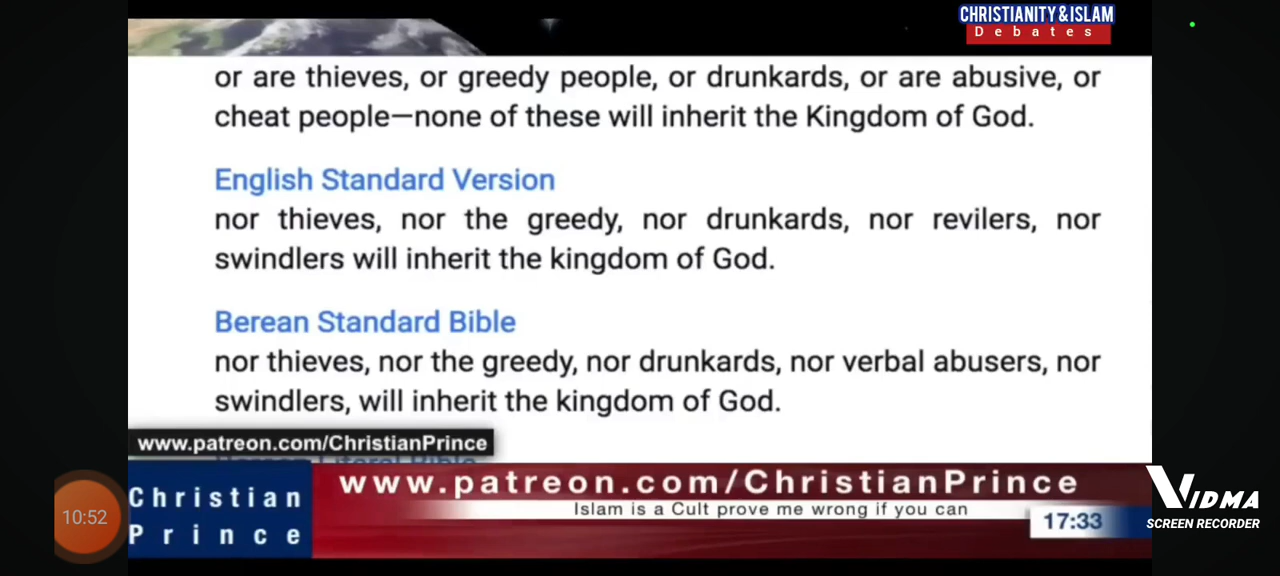 CHRISTIANITY & ISLAM
Debates
or are thieves, or greedy people, or drunkards, or are abusive, or
cheat people—none of these will inherit the Kingdom of God.
English Standard Version
nor thieves, nor the greedy, nor drunkards, nor revilers, nor
swindlers will inherit the kingdom of God.
Berean Standard Bible
nor thieves, nor the greedy, nor drunkards, nor verbal abusers, nor
swindlers, will inherit the kingdom of God.
www.patreon.com/ChristianPrince
Berean Literal Bible
www.patreon.com/ChristianPrince
Islam is a Cult prove me wrong if you can
Christian
Prince
10:52
17:33
VIDMA
SCREEN RECORDER